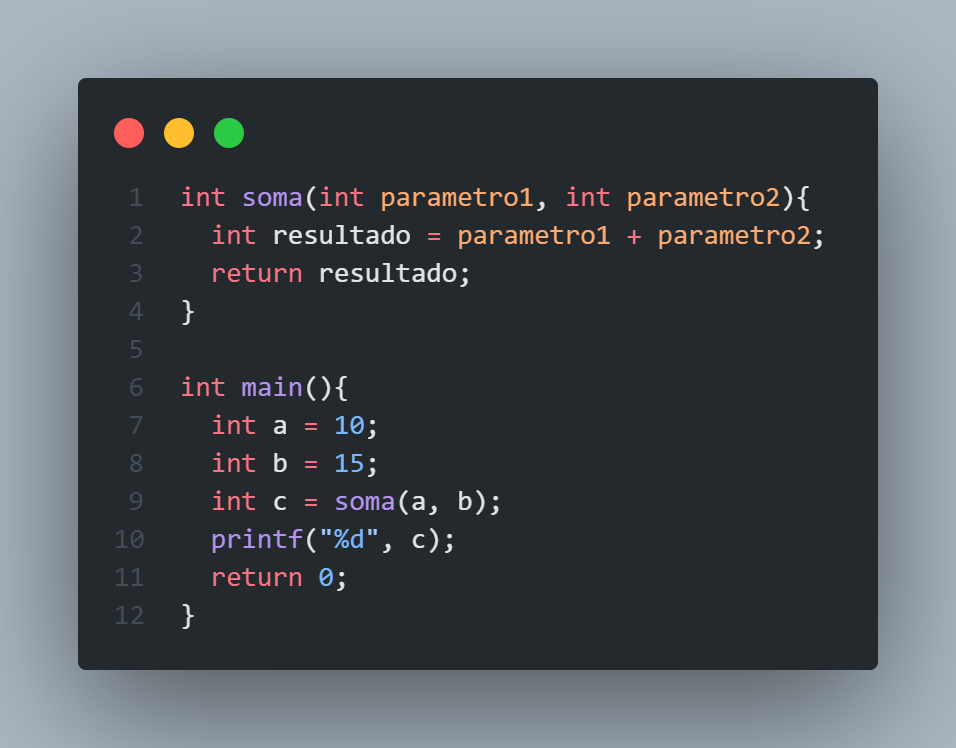 1 int soma(int parametro1, int parametro2){
2   int resultado = parametro1 + parametro2;
3   return resultado;
4 }
5
6 int main(){
7   int a = 10;
8   int b = 15;
9   int c = soma(a, b);
10   printf("%d", c);
11   return 0;
12 }